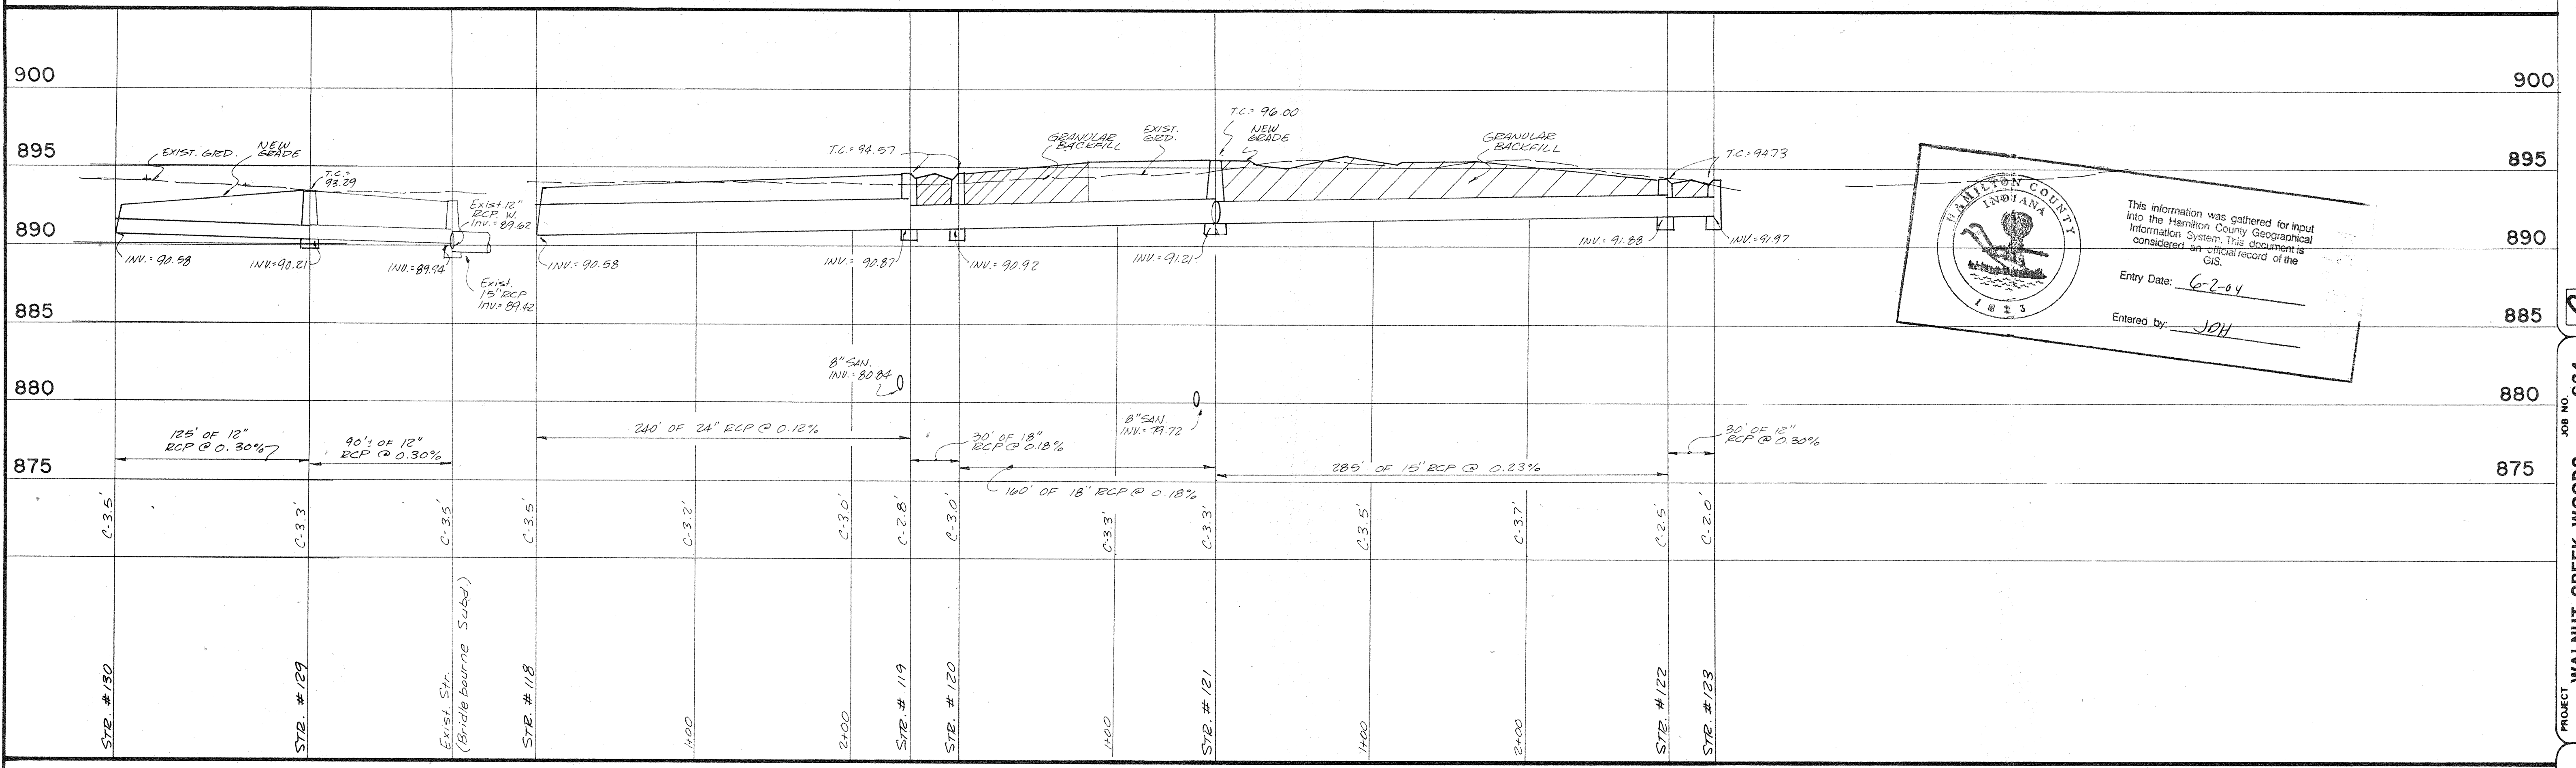 900
900
895
895
890
890
885
885
880
880
875
875
EXIST. GRD.
NEW
GRADE
T.C.=
93.29
Exist. 12"
RCP. W.
INV.= 89.62
INV.= 90.58
INV.=90.21
INV.=89.94
Exist.
15" RCP
INV.= 89.42
INV.= 90.58
T.C.= 94.57
INV.= 90.87
INV.= 90.92
GRANULAR
BACKFILL
EXIST.
GRD.
T.C.= 96.00
NEW
GRADE
INV.=91.21
GRANULAR
BACKFILL
T.C.=94.73
INV.= 91.88
INV.=91.97
8" SAN.
INV.= 80.84
8" SAN.
INV.= 79.72
125' OF 12"
RCP @ 0.30%
90'± OF 12"
RCP @ 0.30%
240' OF 24" RCP @ 0.12%
30' OF 18"
RCP @ 0.18%
160' OF 18" RCP @ 0.18%
285' OF 15" RCP @ 0.23%
30' OF 12"
RCP @ 0.30%
C-3.5'
C-3.3'
C-3.5'
C-3.5'
C-3.2'
C-3.0'
C-2.8'
C-3.0'
C-3.3'
C-3.3'
C-3.5'
C-3.7'
C-2.5'
C-2.0'
STR. #130
STR. #129
Exist. Str.
(Bridlebourne Subd.)
STR. #118
1+00
2+00
STR. #119
STR. #120
1+00
STR. #121
1+00
2+00
STR. #122
STR. #123
HAMILTON COUNTY
INDIANA
1823
This information was gathered for input
into the Hamilton County Geographical
Information System. This document is
considered an official record of the
GIS.
Entry Date: 6-2-04
Entered by: JDH
JOB NO.
PROJECT
WALNUT CREEK WOODS